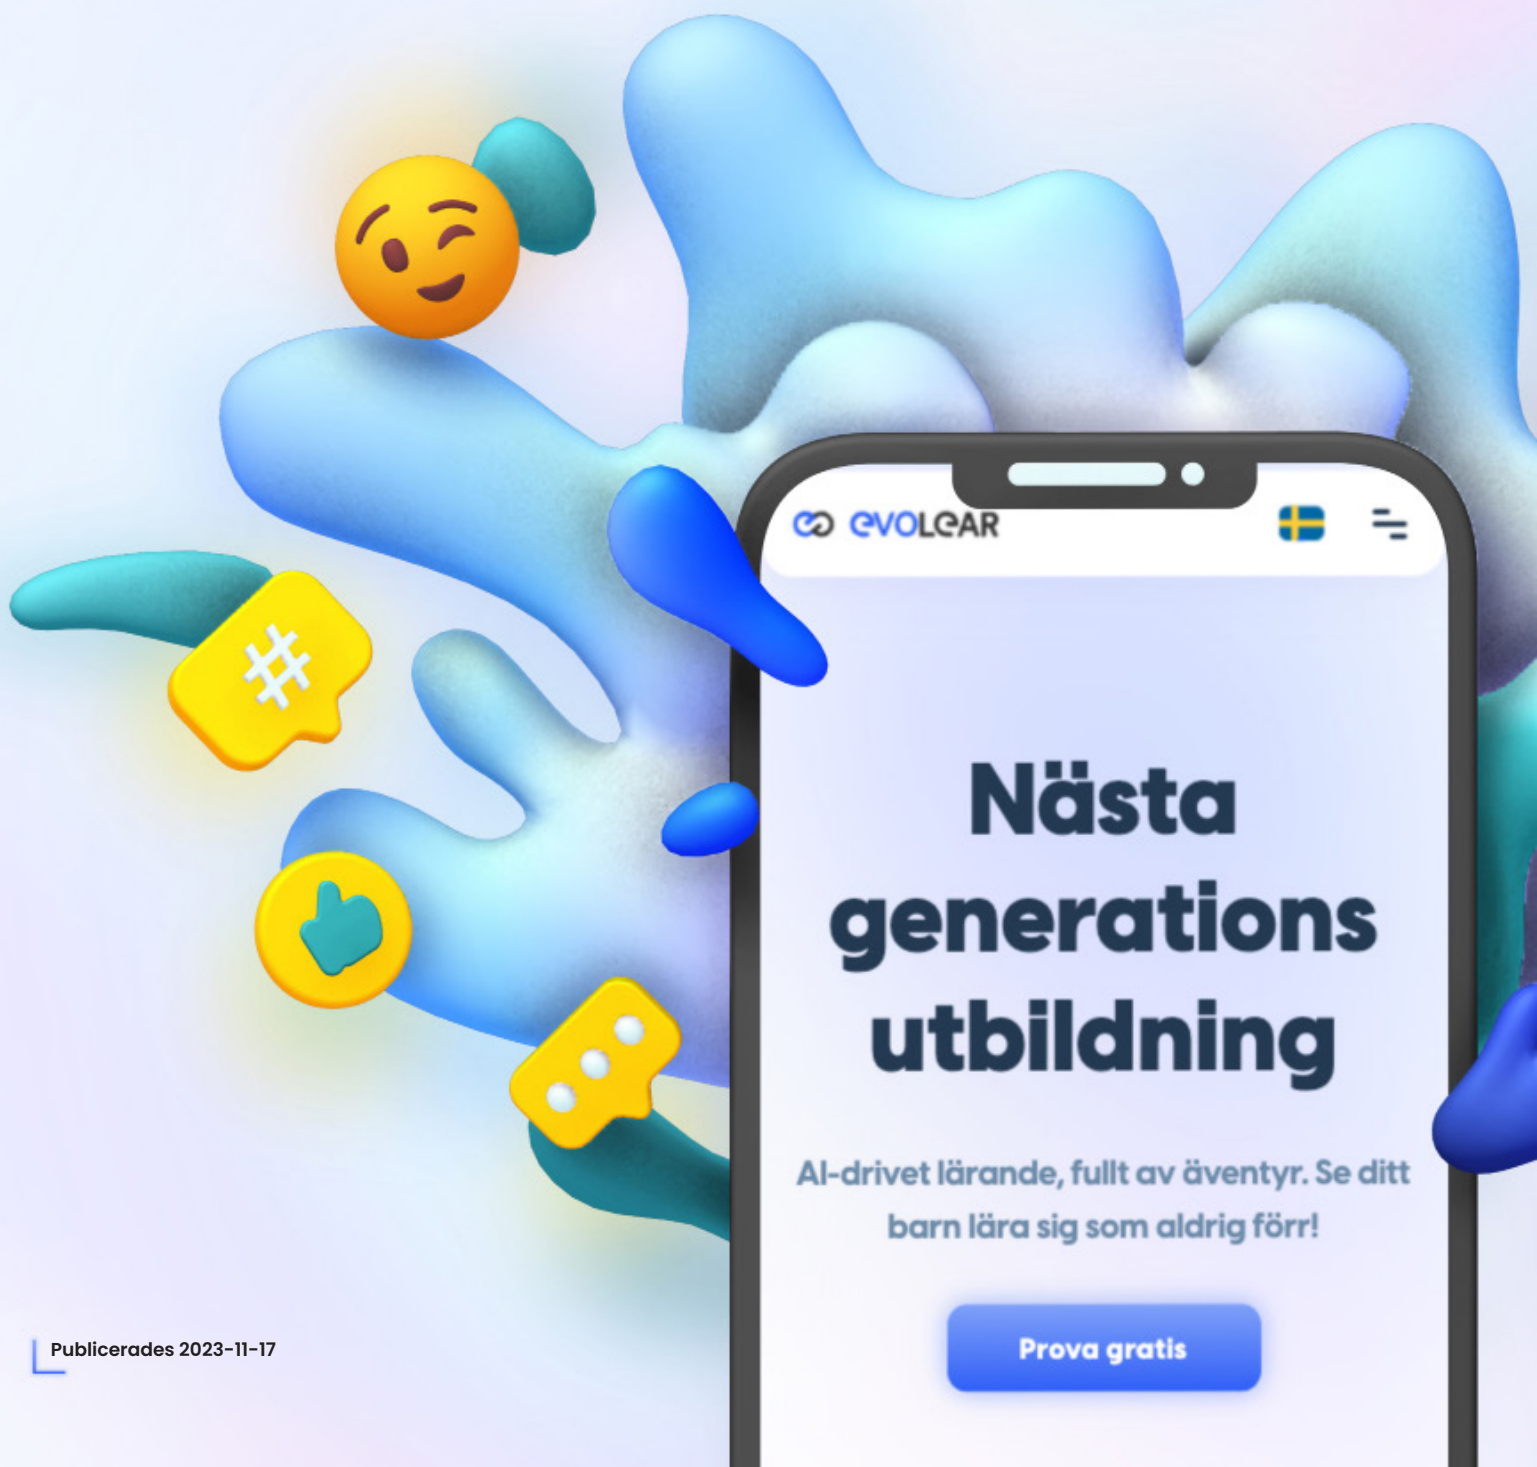 eVOLeAR
Nästa
generations
utbildning
AI-drivet lärande, fullt av äventyr. Se ditt
barn lära sig som aldrig förr!
Prova gratis
Publicerades 2023-11-17
#